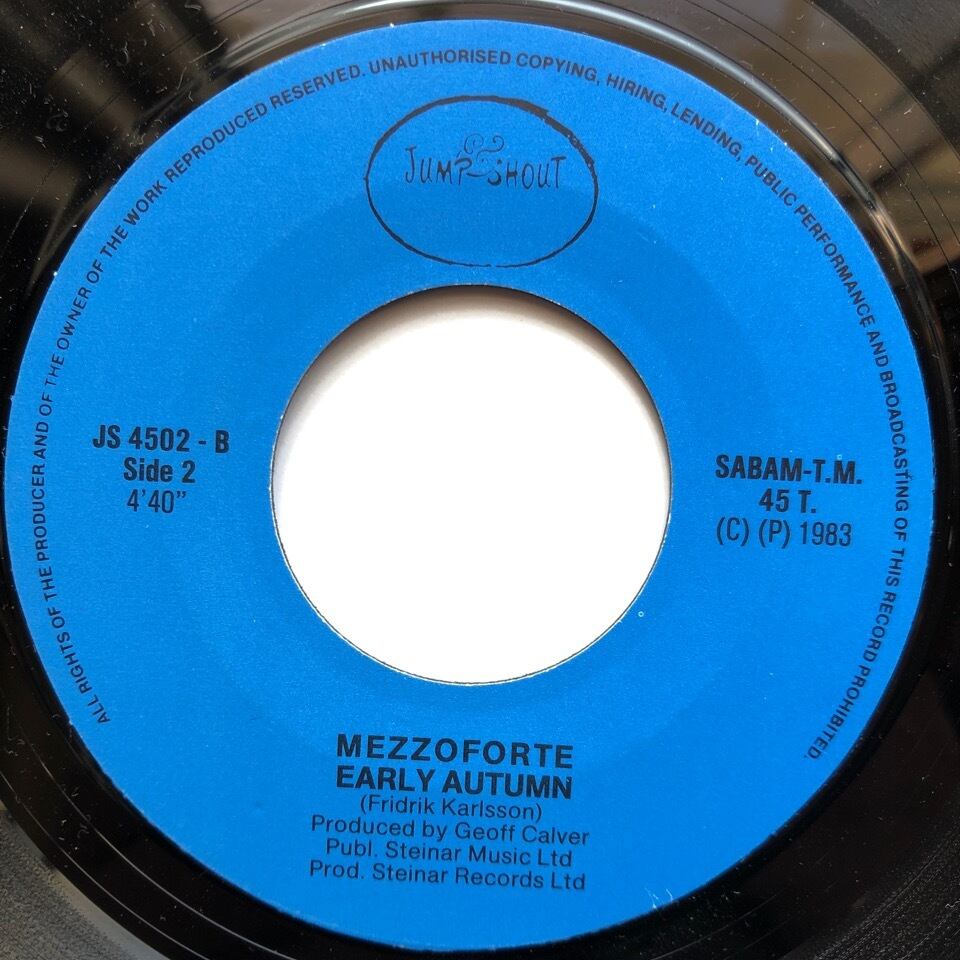 ALL RIGHTS OF THE PRODUCER AND OF THE OWNER OF THE WORK REPRODUCED RESERVED. UNAUTHORISED COPYING, HIRING, LENDING, PUBLIC PERFORMANCE AND BROADCASTING OF THIS RECORD PROHIBITED.
JUMP & SHOUT
JS 4502 - B
Side 2
4'40"
SABAM-T.M.
45 T.
(C) (P) 1983
MEZZOFORTE
EARLY AUTUMN
(Fridrik Karlsson)
Produced by Geoff Calver
Publ. Steinar Music Ltd
Prod. Steinar Records Ltd